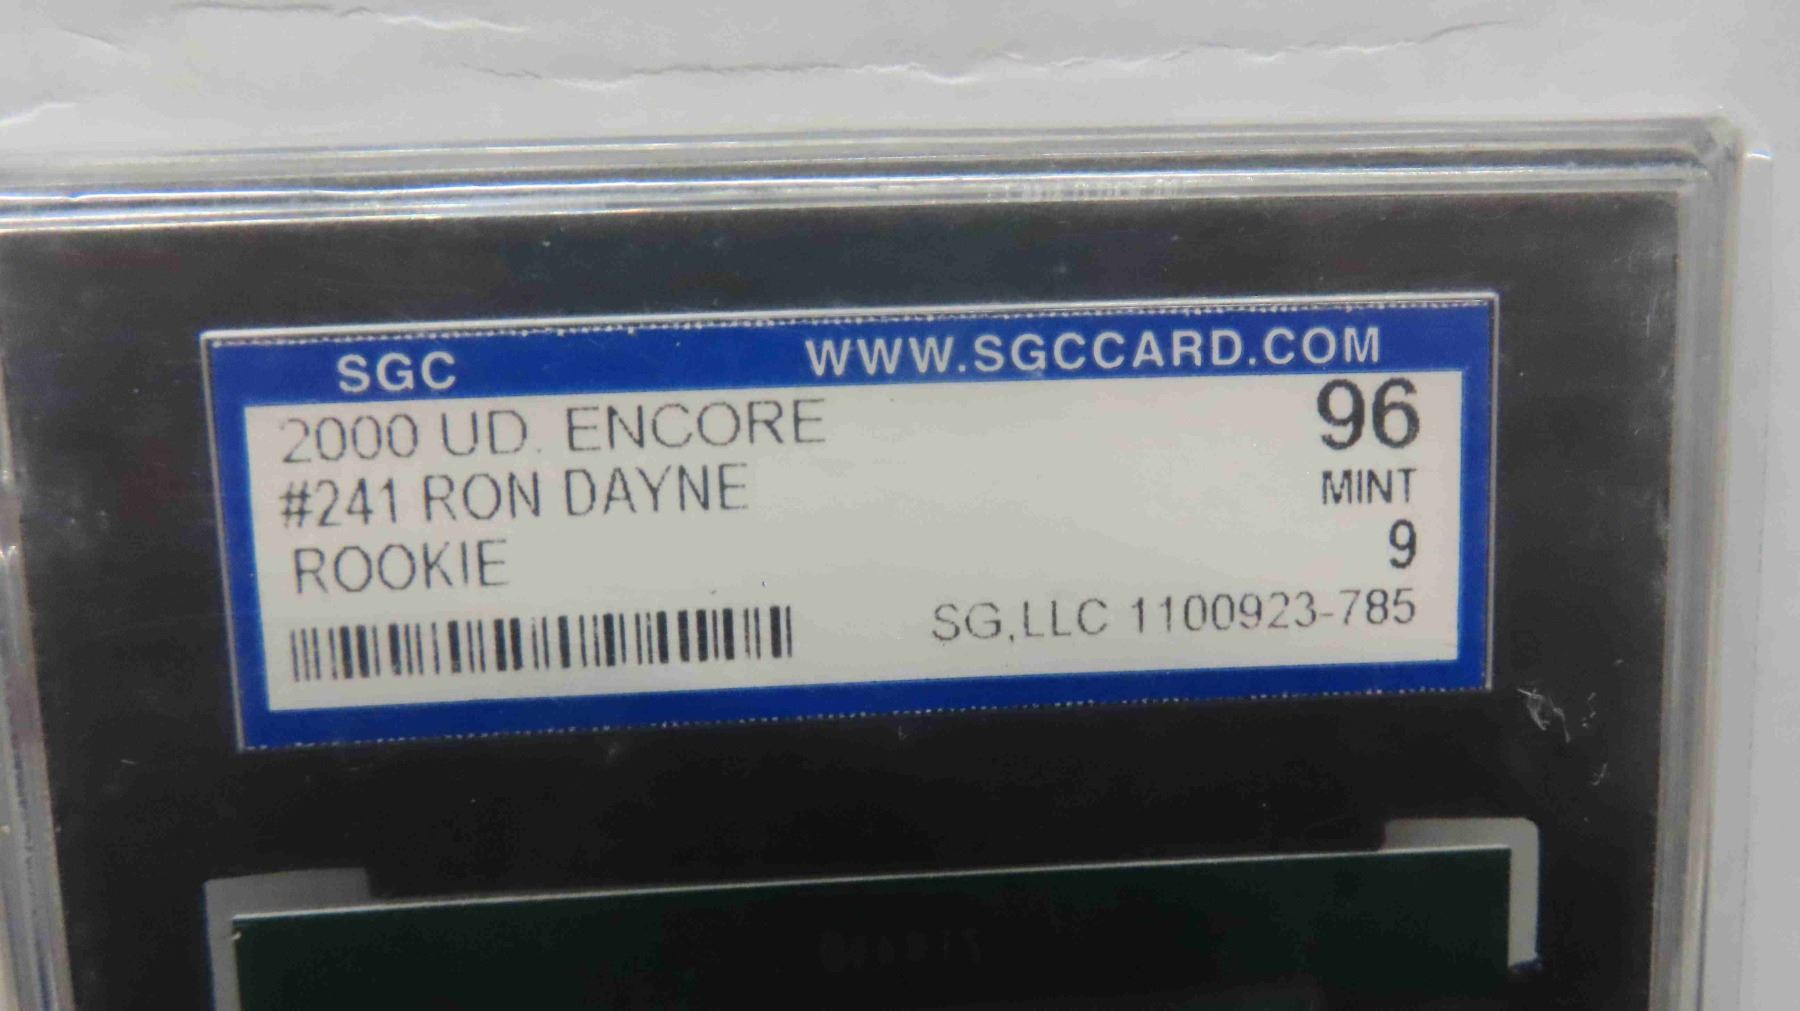 SGC WWW.SGCCARD.COM
2000 UD. ENCORE 96
#241 RON DAYNE MINT
ROOKIE 9
SG,LLC 1100923-785